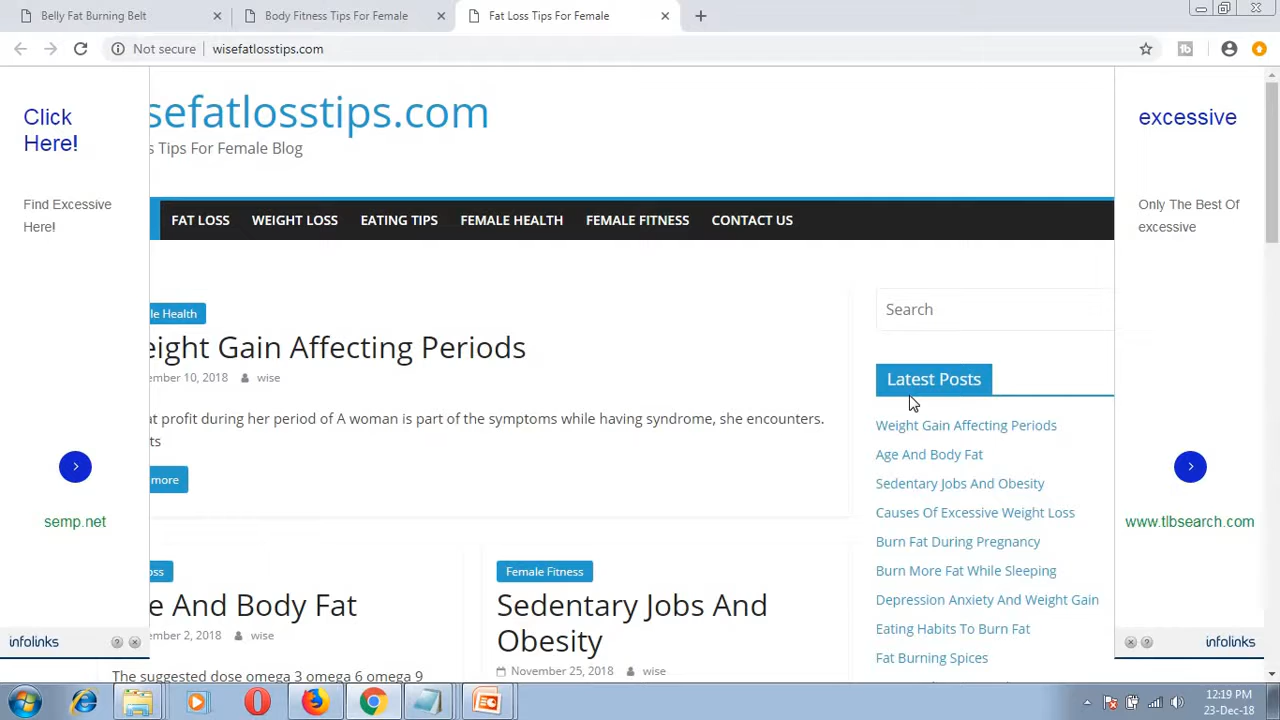 Belly Fat Burning Belt
Body Fitness Tips For Female
Fat Loss Tips For Female
Not secure
wisefatlosstips.com
Click
Here!
Find Excessive
Here!
semp.net
infolinks
sefatlosstips.com
s Tips For Female Blog
FAT LOSS
WEIGHT LOSS
EATING TIPS
FEMALE HEALTH
FEMALE FITNESS
CONTACT US
le Health
eight Gain Affecting Periods
ember 10, 2018 wise
at profit during her period of A woman is part of the symptoms while having syndrome, she encounters.
ts
more
oss
e And Body Fat
ember 2, 2018 wise
The suggested dose omega 3 omega 6 omega 9
Female Fitness
Sedentary Jobs And
Obesity
November 25, 2018 wise
Search
Latest Posts
Weight Gain Affecting Periods
Age And Body Fat
Sedentary Jobs And Obesity
Causes Of Excessive Weight Loss
Burn Fat During Pregnancy
Burn More Fat While Sleeping
Depression Anxiety And Weight Gain
Eating Habits To Burn Fat
Fat Burning Spices
excessive
Only The Best Of
excessive
www.tlbsearch.com
infolinks
12:19 PM
23-Dec-18